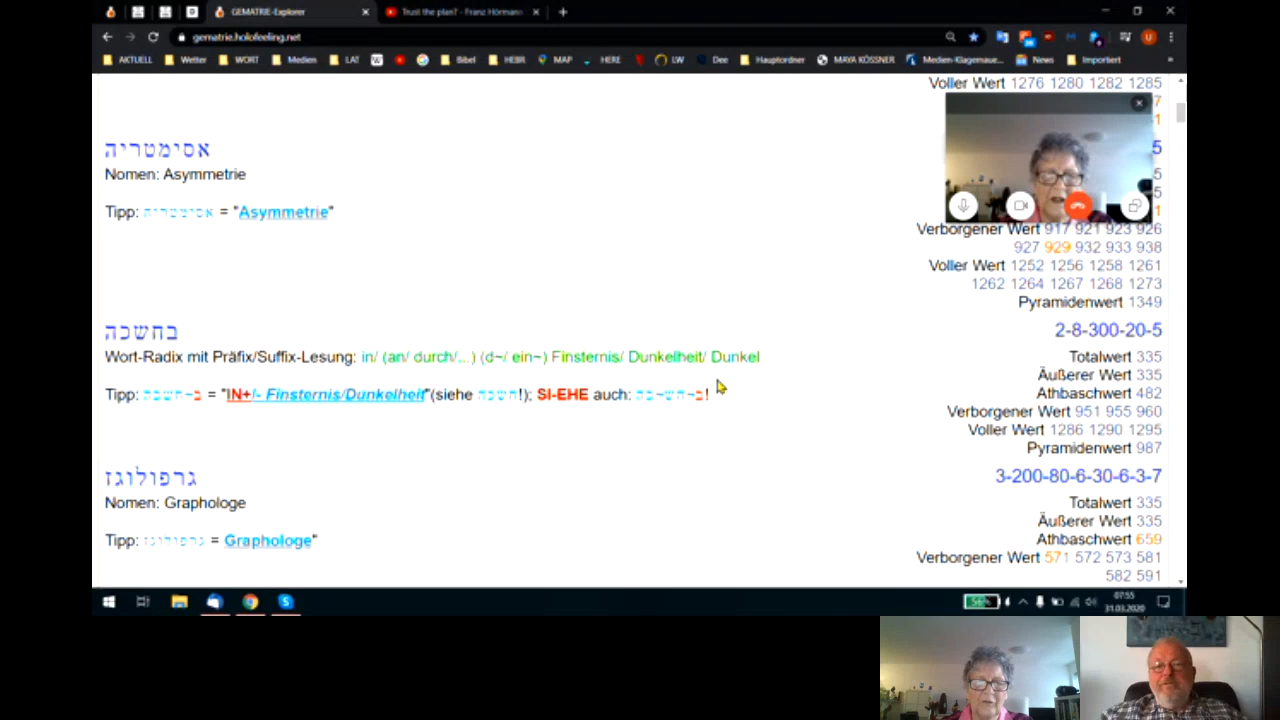 GEMATRIE-Explorer
Trust the plan? - Franz Hörmann
gematrie.holofeeling.net
AKTUELL Wetter WORT Medien LAT Bibel HEBR MAP HERE LW Dee Hauptordner MAYA KÖSSNER Medien-Klagemaue... News Importiert »
Voller Wert 1276 1280 1282 1285
אסימטריה
Nomen: Asymmetrie
Tipp: אסימטריה = "Asymmetrie"
Verborgener Wert 917 921 923 926
927 929 932 933 938
Voller Wert 1252 1256 1258 1261
1262 1264 1267 1268 1273
Pyramidenwert 1349
בחשכה
2-8-300-20-5
Wort-Radix mit Präfix/Suffix-Lesung: in/ (an/ durch/...) (d~/ ein~) Finsternis/ Dunkelheit/ Dunkel
Totalwert 335
Äußerer Wert 335
Tipp: ב~חשכה = "IN+/- Finsternis/Dunkelheit"(siehe חשכה!); SI-EHE auch: ב~חש~כה!
Athbaschwert 482
Verborgener Wert 951 955 960
Voller Wert 1286 1290 1295
Pyramidenwert 987
גרפולוגז
3-200-80-6-30-6-3-7
Nomen: Graphologe
Totalwert 335
Äußerer Wert 335
Tipp: גרפולוגז = Graphologe"
Athbaschwert 659
Verborgener Wert 571 572 573 581
582 591
56%
07:55
31.03.2020